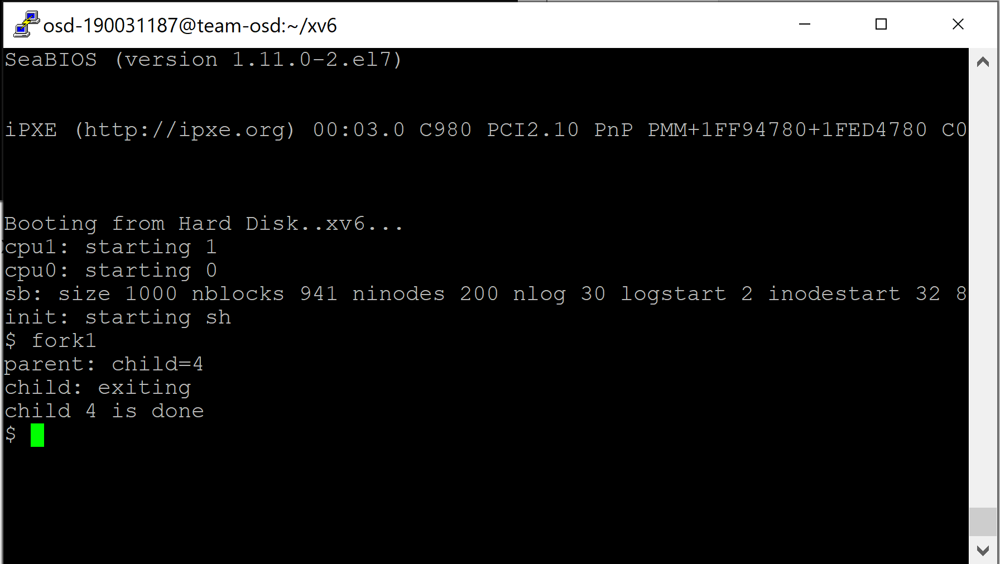 osd-190031187@team-osd:~/xv6
SeaBIOS (version 1.11.0-2.el7)
iPXE (http://ipxe.org) 00:03.0 C980 PCI2.10 PnP PMM+1FF94780+1FED4780 C0
Booting from Hard Disk..xv6...
cpu1: starting 1
cpu0: starting 0
sb: size 1000 nblocks 941 ninodes 200 nlog 30 logstart 2 inodestart 32 8
init: starting sh
$ fork1
parent: child=4
child: exiting
child 4 is done
$